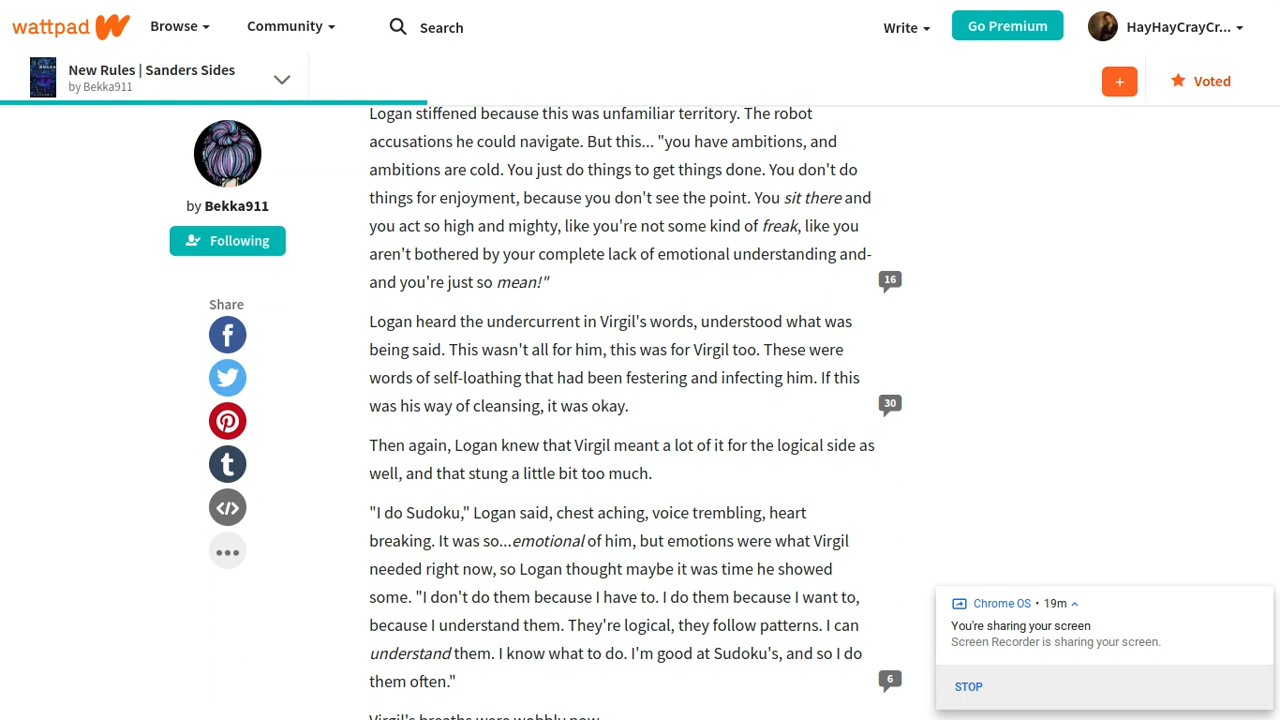 wattpad
Browse
Community
Search
Write
Go Premium
HayHayCrayCr...
New Rules | Sanders Sides
by Bekka911
+
Voted
by Bekka911
Following
Share
Logan stiffened because this was unfamiliar territory. The robot
accusations he could navigate. But this... "you have ambitions, and
ambitions are cold. You just do things to get things done. You don't do
things for enjoyment, because you don't see the point. You sit there and
you act so high and mighty, like you're not some kind of freak, like you
aren't bothered by your complete lack of emotional understanding and-
and you're just so mean!"
16
Logan heard the undercurrent in Virgil's words, understood what was
being said. This wasn't all for him, this was for Virgil too. These were
words of self-loathing that had been festering and infecting him. If this
was his way of cleansing, it was okay.
30
Then again, Logan knew that Virgil meant a lot of it for the logical side as
well, and that stung a little bit too much.
"I do Sudoku," Logan said, chest aching, voice trembling, heart
breaking. It was so...emotional of him, but emotions were what Virgil
needed right now, so Logan thought maybe it was time he showed
some. "I don't do them because I have to. I do them because I want to,
because I understand them. They're logical, they follow patterns. I can
understand them. I know what to do. I'm good at Sudoku's, and so I do
them often."
6
Virgil's breaths were wobbly now
Chrome OS • 19m
You're sharing your screen
Screen Recorder is sharing your screen.
STOP